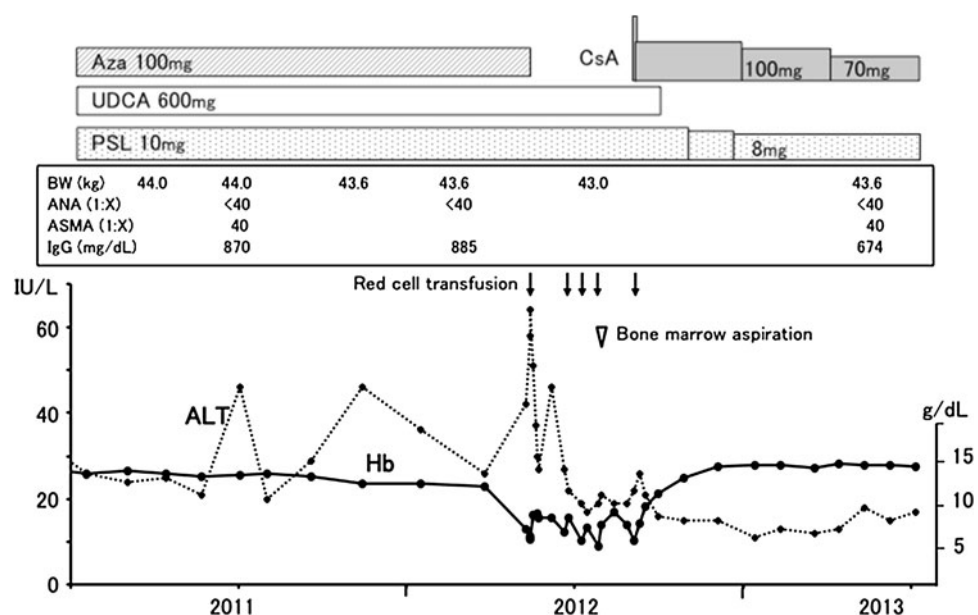 CsA
Aza 100mg
100mg 70mg
UDCA 600mg
PSL 10mg
8mg
BW (kg) 44.0 44.0 43.6 43.6 43.0 43.6
ANA (1:X) <40 <40 <40
ASMA (1:X) 40 40
IgG (mg/dL) 870 885 674
IU/L
Red cell transfusion
60
Bone marrow aspiration
ALT
40
g/dL
Hb
15
20
10
5
0
2011 2012 2013